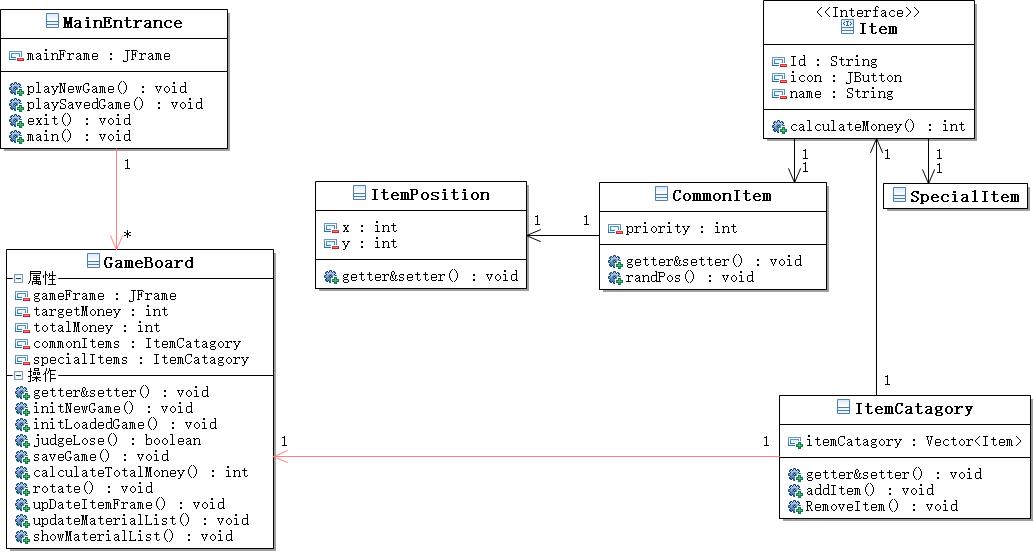 MainEntrance
mainFrame : JFrame
playNewGame() : void
playSavedGame() : void
exit() : void
main() : void
1
*
<<Interface>>
Item
Id : String
icon : JButton
name : String
calculateMoney() : int
1
1
1
1
1
SpecialItem
ItemPosition
x : int
y : int
getter&setter() : void
1
1
CommonItem
priority : int
getter&setter() : void
randPos() : void
GameBoard
属性
gameFrame : JFrame
targetMoney : int
totalMoney : int
commonItems : ItemCatagory
specialItems : ItemCatagory
操作
getter&setter() : void
initNewGame() : void
initLoadedGame() : void
judgeLose() : boolean
saveGame() : void
calculateTotalMoney() : int
rotate() : void
upDateItemFrame() : void
updateMaterialList() : void
showMaterialList() : void
1
1
1
ItemCatagory
itemCatagory : Vector<Item>
getter&setter() : void
addItem() : void
RemoveItem() : void